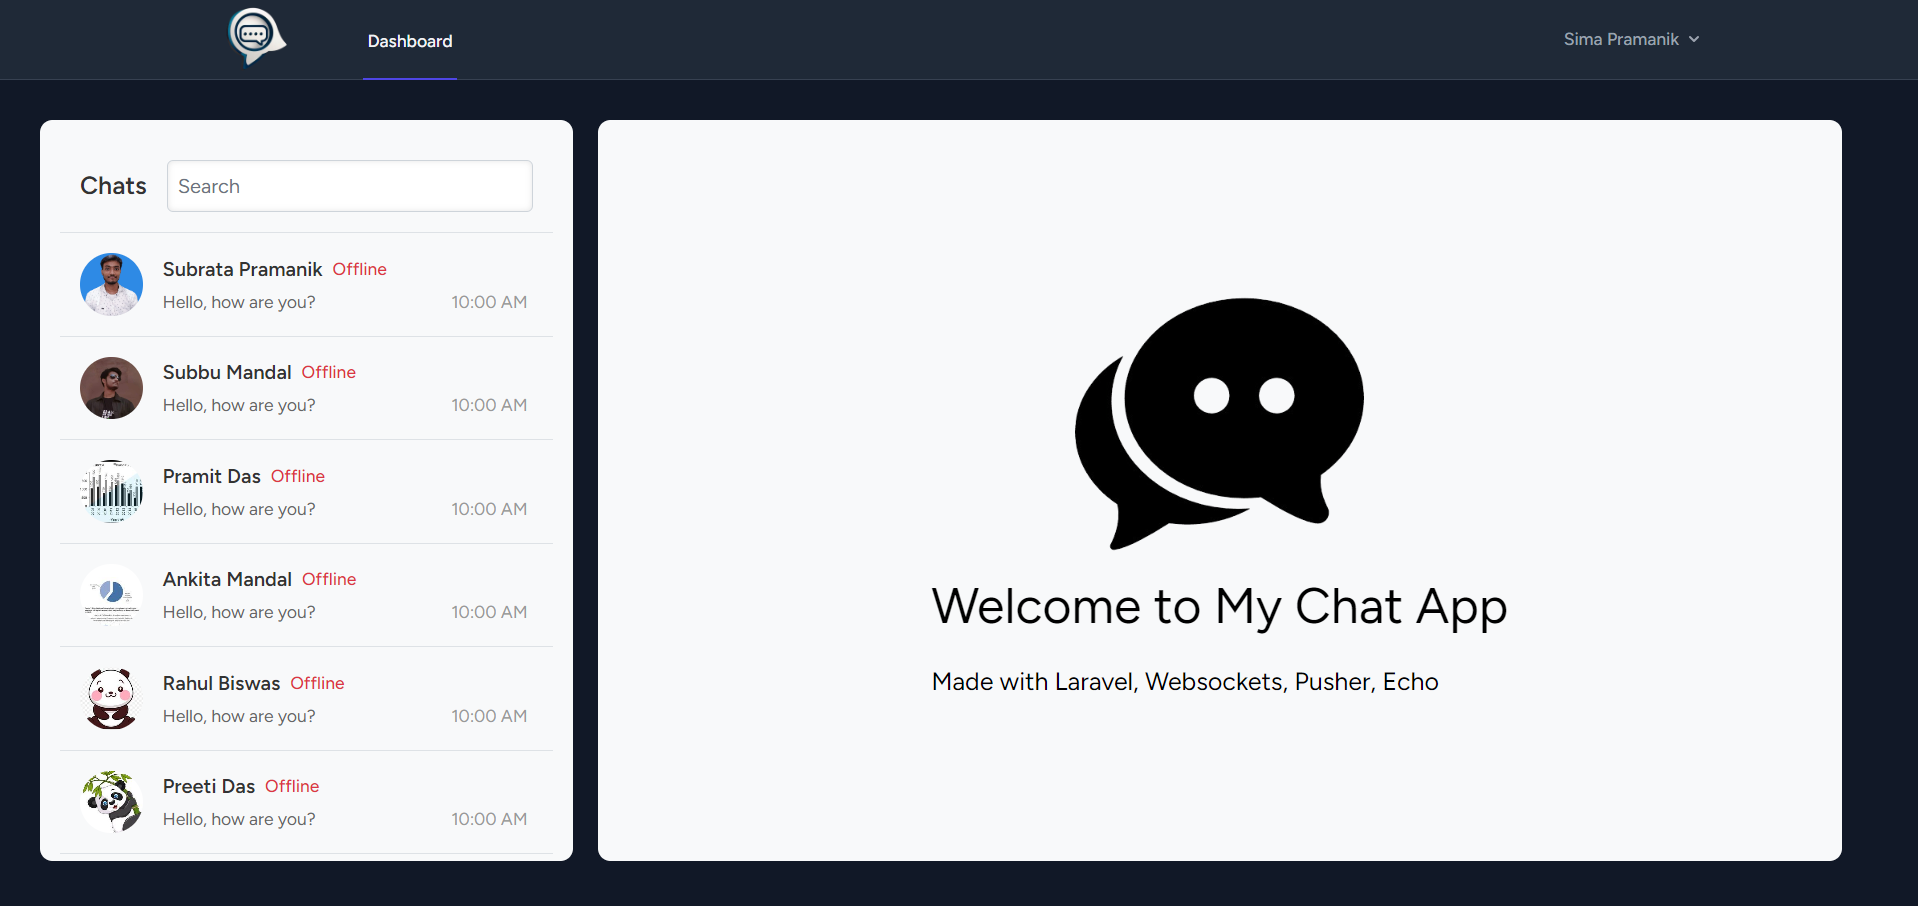 Dashboard
Sima Pramanik
Chats
Search
Subrata Pramanik Offline
Hello, how are you? 10:00 AM
Subbu Mandal Offline
Hello, how are you? 10:00 AM
Pramit Das Offline
Hello, how are you? 10:00 AM
Ankita Mandal Offline
Hello, how are you? 10:00 AM
Rahul Biswas Offline
Hello, how are you? 10:00 AM
Preeti Das Offline
Hello, how are you? 10:00 AM
Welcome to My Chat App
Made with Laravel, Websockets, Pusher, Echo